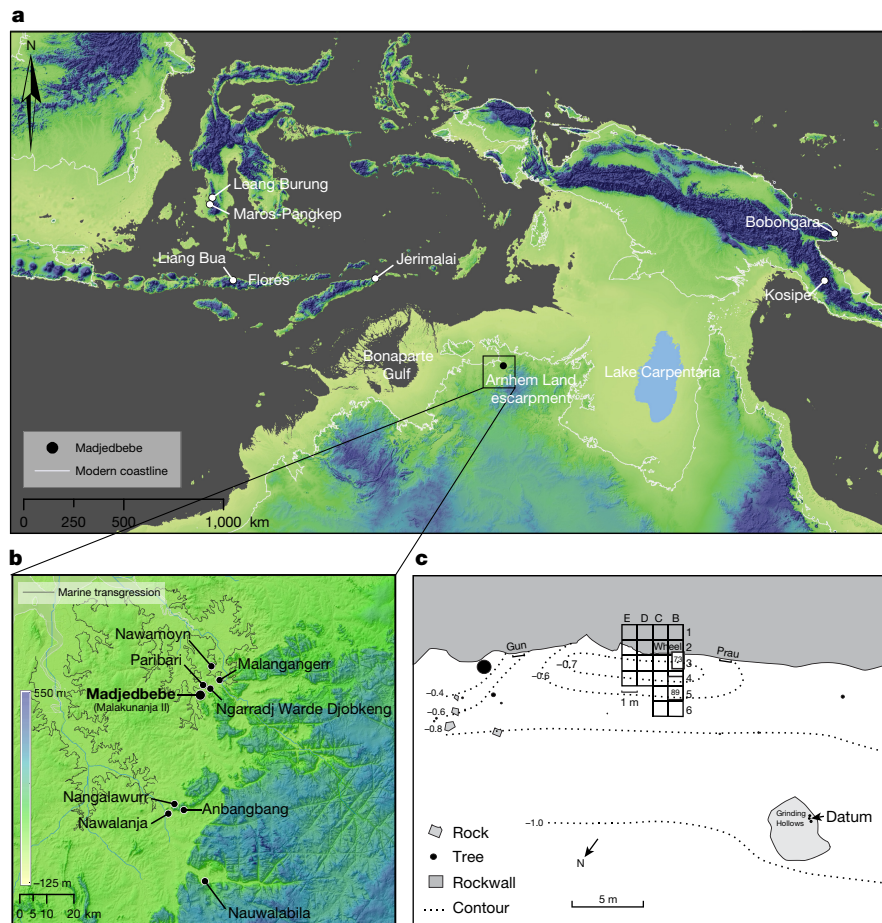 a
N
Leang Burung
Maros-Pangkep
Bobongara
Liang Bua
Flores
Jerimalai
Kosipe
Bonaparte
Gulf
Arnhem Land
escarpment
Lake Carpentaria
Madjedbebe
Modern coastline
0 250 500 1,000 km
b
Marine transgression
Nawamoyn
Paribari
Malangangerr
550 m
Madjedbebe
(Malakunanja II)
Ngarradj Warde Djobkeng
Nangalawurr
Anbangbang
Nawalanja
−125 m
0 5 10 20 km
Nauwalabila
c
E D C B
1
Gun
Wheel
2
Prau
−0.7
73
3
−0.6
4
−0.4
89
5
1 m
−0.6
6
−0.8
−1.0
Grinding
Hollows
Datum
Rock
Tree
N
Rockwall
5 m
Contour